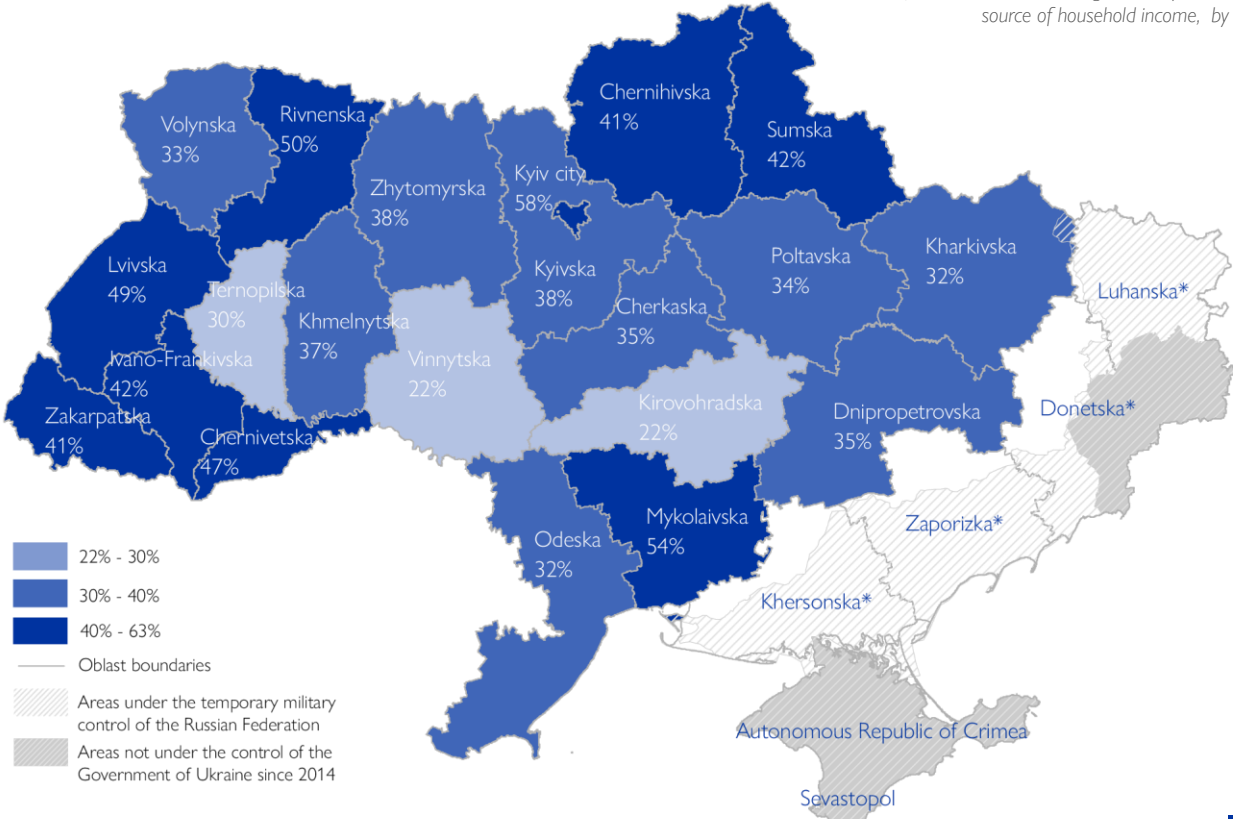 source of household income, by
Chernihivska
41%
Sumska
42%
Volynska
33%
Rivnenska
50%
Zhytomyrska
38%
Kyiv city
58%
Kyivska
38%
Poltavska
34%
Kharkivska
32%
Luhanska*
Lvivska
49%
Ternopilska
30%
Khmelnytska
37%
Cherkaska
35%
Vinnytska
22%
Ivano-Frankivska
42%
Zakarpatska
41%
Chernivetska
47%
Kirovohradska
22%
Dnipropetrovska
35%
Donetska*
Odeska
32%
Mykolaivska
54%
Zaporizka*
Khersonska*
Autonomous Republic of Crimea
Sevastopol
22% - 30%
30% - 40%
40% - 63%
Oblast boundaries
Areas under the temporary military
control of the Russian Federation
Areas not under the control of the
Government of Ukraine since 2014